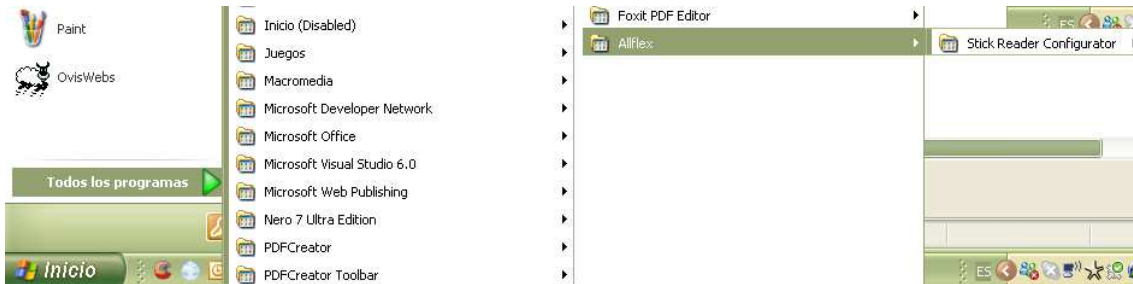 Paint
OvisWebs
Todos los programas
Inicio
Inicio (Disabled)
Juegos
Macromedia
Microsoft Developer Network
Microsoft Office
Microsoft Visual Studio 6.0
Microsoft Web Publishing
Nero 7 Ultra Edition
PDFCreator
PDFCreator Toolbar
Foxit PDF Editor
Allflex
Stick Reader Configurator
ES
ES